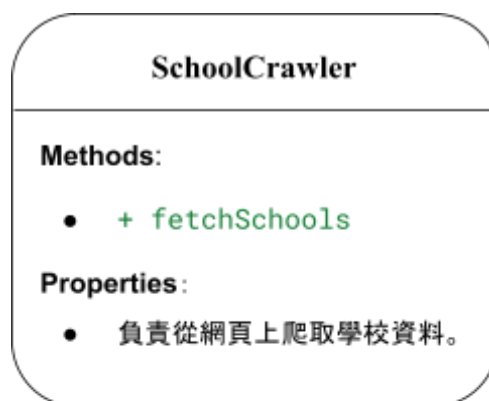 SchoolCrawler
Methods:
● + fetchSchools
Properties:
● 負責從網頁上爬取學校資料。